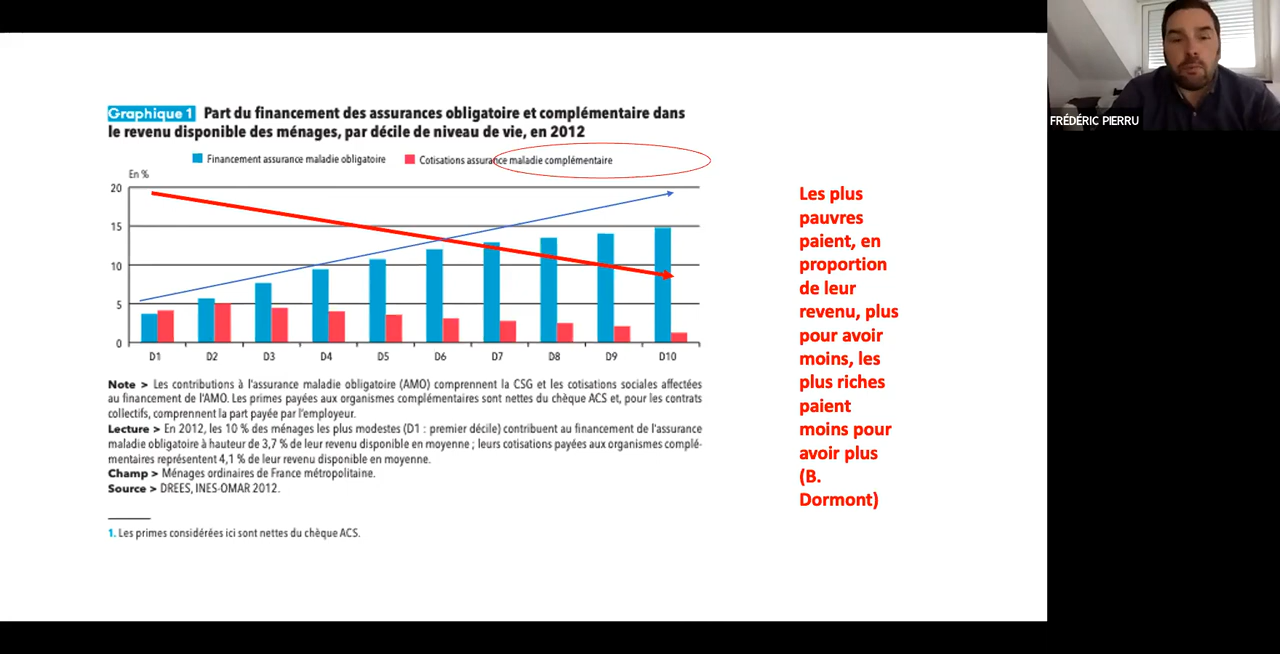 Graphique 1 Part du financement des assurances obligatoire et complémentaire dans
le revenu disponible des ménages, par décile de niveau de vie, en 2012
Financement assurance maladie obligatoire Cotisations assurance maladie complémentaire
En %
20
15
10
5
0
D1 D2 D3 D4 D5 D6 D7 D8 D9 D10
Note > Les contributions à l'assurance maladie obligatoire (AMO) comprennent la CSG et les cotisations sociales affectées
au financement de l'AMO. Les primes payées aux organismes complémentaires sont nettes du chèque ACS et, pour les contrats
collectifs, comprennent la part payée par l'employeur.
Lecture > En 2012, les 10 % des ménages les plus modestes (D1 : premier décile) contribuent au financement de l'assurance
maladie obligatoire à hauteur de 3,7 % de leur revenu disponible en moyenne ; leurs cotisations payées aux organismes complé-
mentaires représentent 4,1 % de leur revenu disponible en moyenne.
Champ > Ménages ordinaires de France métropolitaine.
Source > DREES, INES-OMAR 2012.
1. Les primes considérées ici sont nettes du chèque ACS.
Les plus
pauvres
paient, en
proportion
de leur
revenu, plus
pour avoir
moins, les
plus riches
paient
moins pour
avoir plus
(B.
Dormont)
FRÉDÉRIC PIERRU